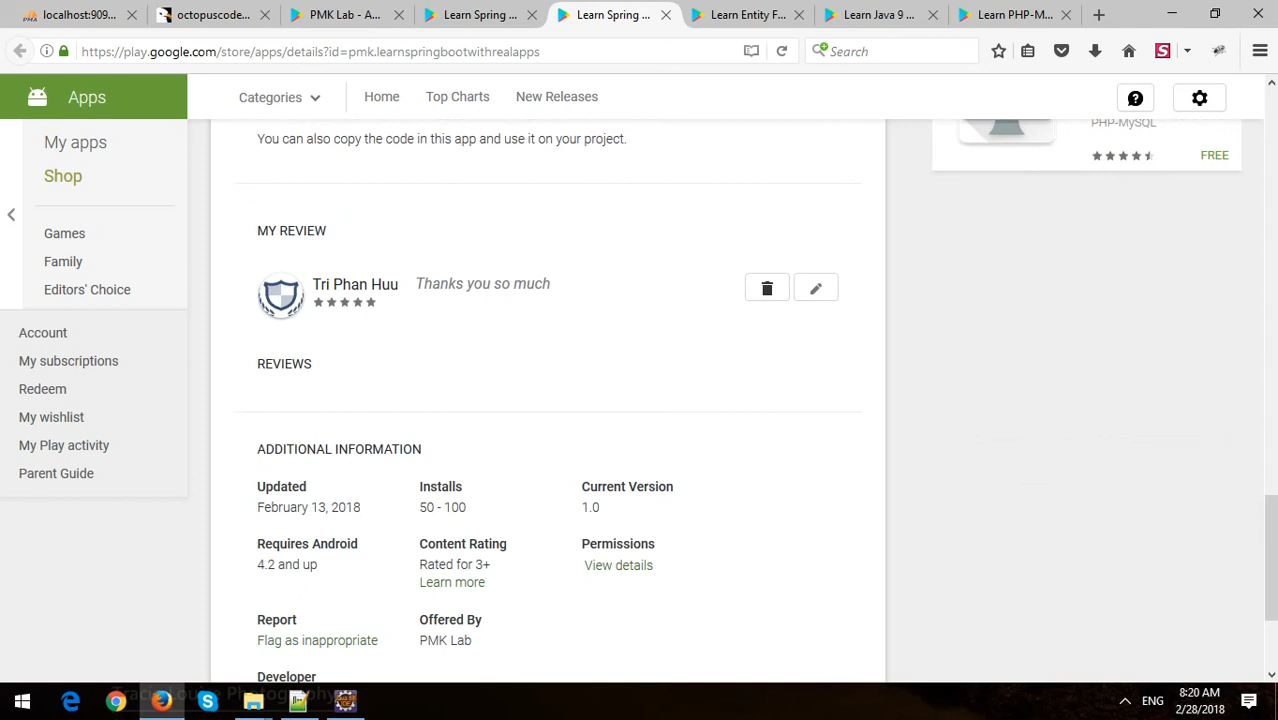 localhost:909...
octopuscode...
PMK Lab - A...
Learn Spring ...
Learn Spring ...
Learn Entity F...
Learn Java 9 ...
Learn PHP-M...
https://play.google.com/store/apps/details?id=pmk.learnspringbootwithrealapps
Search
Apps
Categories
Home
Top Charts
New Releases
My apps
Shop
Games
Family
Editors' Choice
Account
My subscriptions
Redeem
My wishlist
My Play activity
Parent Guide
You can also copy the code in this app and use it on your project.
PHP-MySQL
FREE
MY REVIEW
Tri Phan Huu
Thanks you so much
REVIEWS
ADDITIONAL INFORMATION
Updated
February 13, 2018
Installs
50 - 100
Current Version
1.0
Requires Android
4.2 and up
Content Rating
Rated for 3+
Learn more
Permissions
View details
Report
Flag as inappropriate
Offered By
PMK Lab
Developer
ENG
8:20 AM
2/28/2018